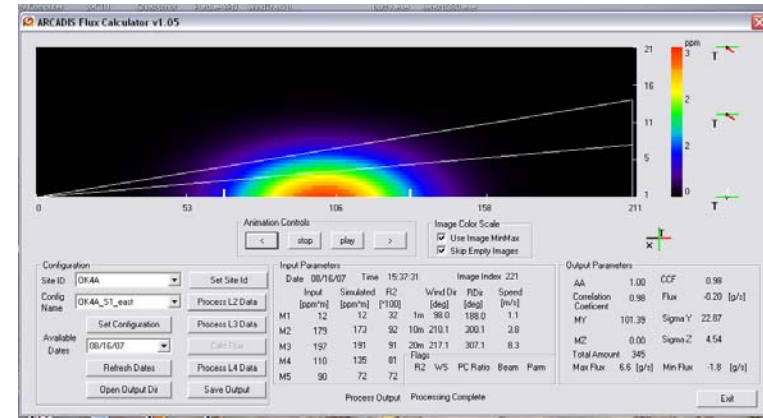 ARCADIS Flux Calculator v1.05
ppm
21
3
T
16
2
11
T
2
5
1
0
T
0 53 106 158 211
T
x
Animation Controls
< stop play >
Image Color Scale
Use Image MinMax
Skip Empty Images
Configuration
Site ID OK4A Set Site Id
Config Name OK4A_S1_east Process L2 Data
Set Configuration Process L3 Data
Available Dates 08/16/07 Calc Flux
Refresh Dates Process L4 Data
Open Output Dir Save Output
Input Parameters
Date 08/16/07 Time 15:37:31 Image Index 221
Input Simulated R2 Wind Dir RDir Speed
[ppm*m] [ppm*m] [*100] [deg] [deg] [m/s]
M1 12 12 32 1m 98.0 188.0 1.1
M2 179 173 92 10m 210.1 300.1 3.8
M3 197 191 91 20m 217.1 307.1 8.3
M4 110 135 81 Flags
R2 WS PC Ratio Beam Parm
M5 90 72 72
Process Output Processing Complete
Output Parameters
AA 1.00 CCF 0.98
Correlation Coeficient 0.98 Flux -0.20 [g/s]
MY 101.39 Sigma Y 22.87
MZ 0.00 Sigma Z 4.54
Total Amount 345
Max Flux 6.6 [g/s] Min Flux -1.8 [g/s]
Exit